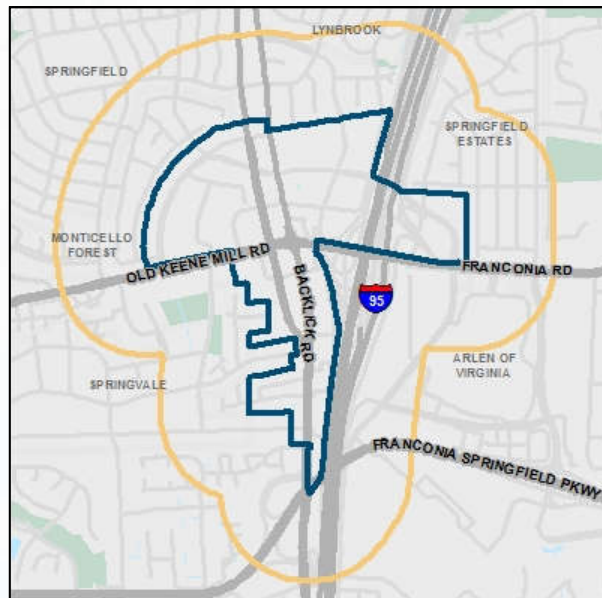 LYNBROOK
SPRINGFIELD
SPRINGFIELD
ESTATES
MONTICELLO
FOREST
OLD KEENE MILL RD
BACKLICK RD
FRANCONIA RD
95
SPRINGVALE
ARLEN OF
VIRGINIA
FRANCONIA SPRINGFIELD PKWY